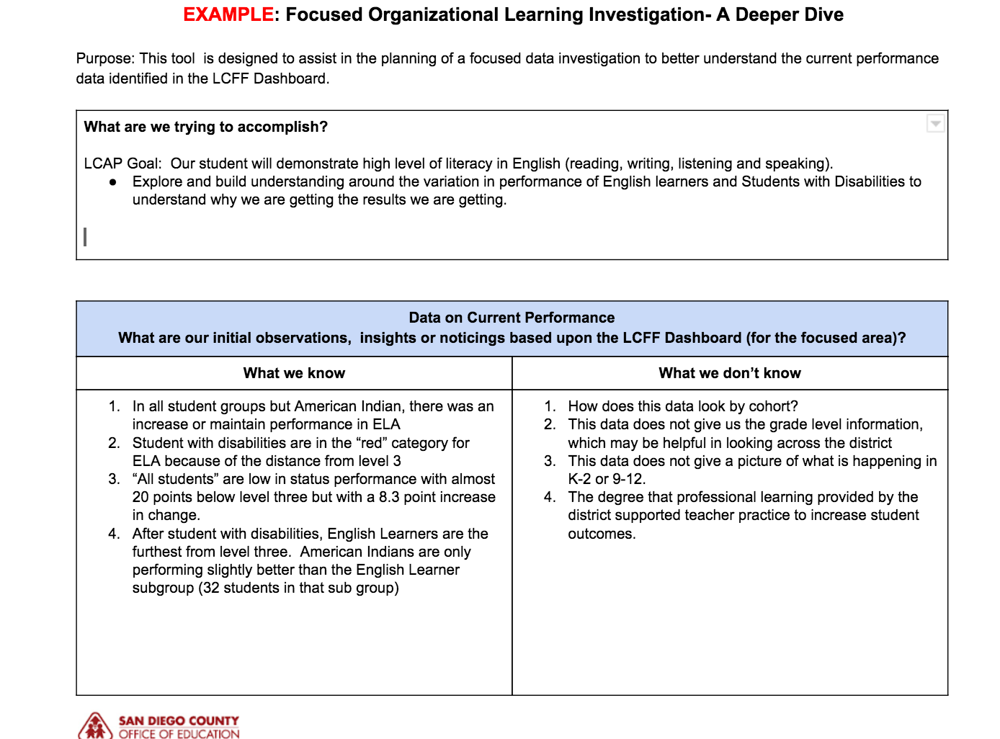 EXAMPLE: Focused Organizational Learning Investigation- A Deeper Dive
Purpose: This tool  is designed to assist in the planning of a focused data investigation to better understand the current performance
data identified in the LCFF Dashboard.
What are we trying to accomplish?
LCAP Goal:  Our student will demonstrate high level of literacy in English (reading, writing, listening and speaking).
● Explore and build understanding around the variation in performance of English learners and Students with Disabilities to
understand why we are getting the results we are getting.
Data on Current Performance
What are our initial observations,  insights or noticings based upon the LCFF Dashboard (for the focused area)?
What we know
1. In all student groups but American Indian, there was an
increase or maintain performance in ELA
2. Student with disabilities are in the “red” category for
ELA because of the distance from level 3
3. “All students” are low in status performance with almost
20 points below level three but with a 8.3 point increase
in change.
4. After student with disabilities, English Learners are the
furthest from level three.  American Indians are only
performing slightly better than the English Learner
subgroup (32 students in that sub group)
What we don’t know
1. How does this data look by cohort?
2. This data does not give us the grade level information,
which may be helpful in looking across the district
3. This data does not give a picture of what is happening in
K-2 or 9-12.
4. The degree that professional learning provided by the
district supported teacher practice to increase student
outcomes.
SAN DIEGO COUNTY
OFFICE OF EDUCATION